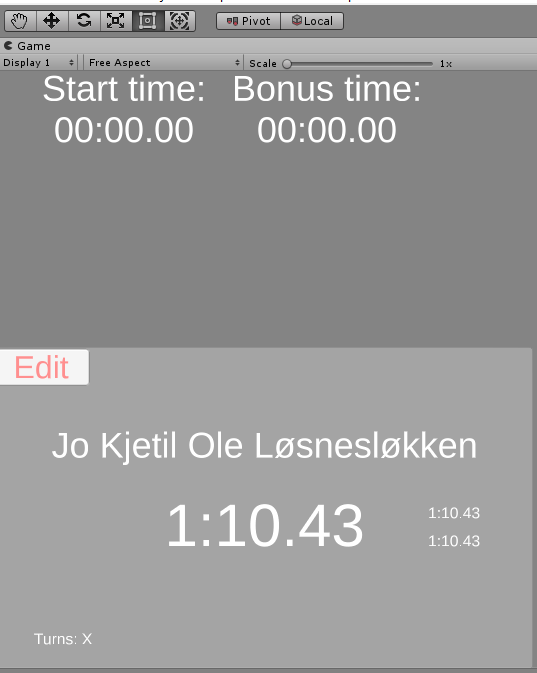 Pivot Local
Game
Display 1 Free Aspect Scale 1x
Start time: Bonus time:
00:00.00 00:00.00
Edit
Jo Kjetil Ole Løsnesløkken
1:10.43 1:10.43
1:10.43
Turns: X